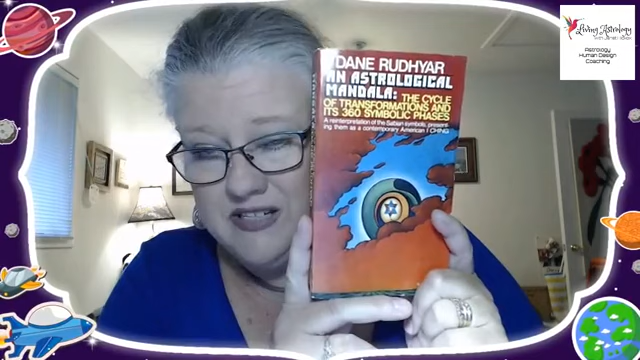 DANE RUDHYAR
AN ASTROLOGICAL
MANDALA: THE CYCLE
OF TRANSFORMATIONS AND
ITS 360 SYMBOLIC PHASES
A reinterpretation of the Sabian symbols, present-
ing them as a contemporary American I CHING
Living Astrology
Astrology
Human Design
Coaching